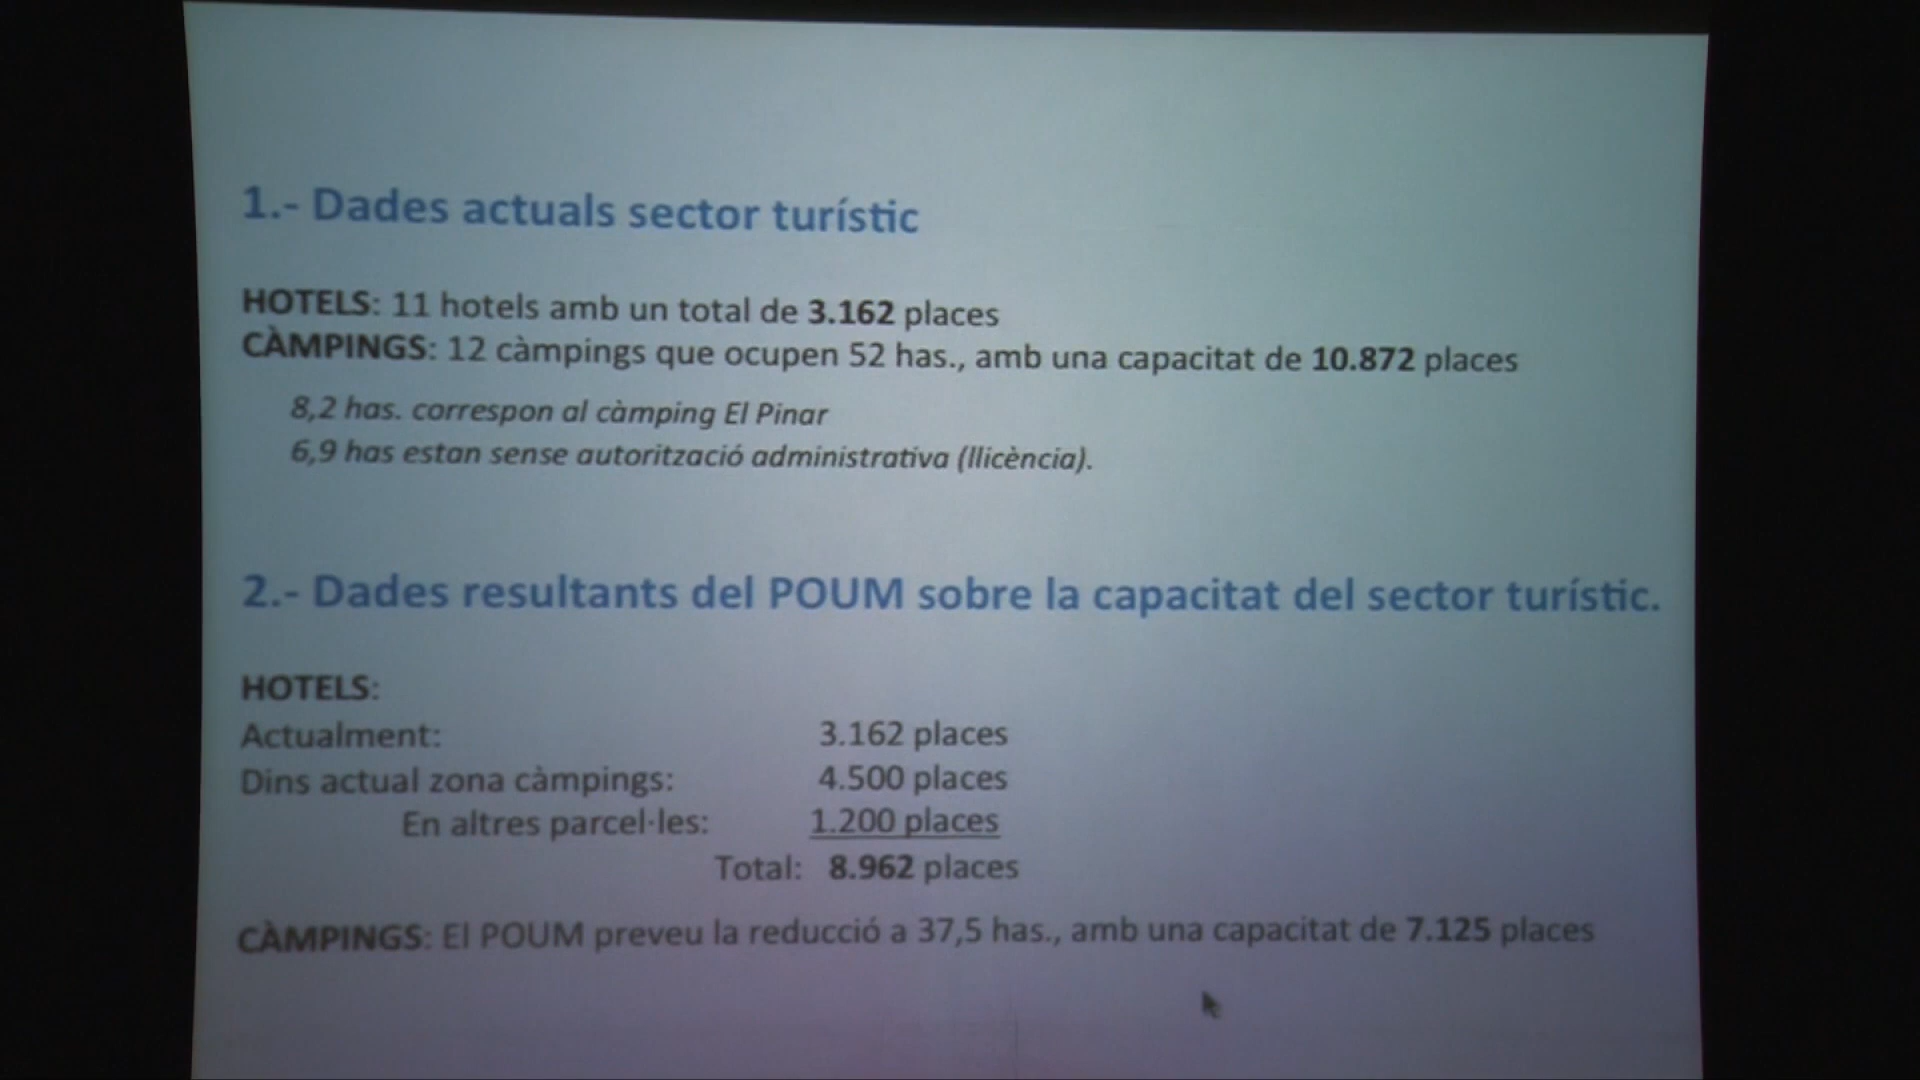 1.- Dades actuals sector turístic
HOTELS: 11 hotels amb un total de 3.162 places
CÀMPINGS: 12 càmpings que ocupen 52 has., amb una capacitat de 10.872 places
8,2 has. correspon al càmping El Pinar
6,9 has estan sense autorització administrativa (llicència).
2.- Dades resultants del POUM sobre la capacitat del sector turístic.
HOTELS:
Actualment: 3.162 places
Dins actual zona càmpings: 4.500 places
En altres parcel·les: 1.200 places
Total: 8.962 places
CÀMPINGS: El POUM preveu la reducció a 37,5 has., amb una capacitat de 7.125 places